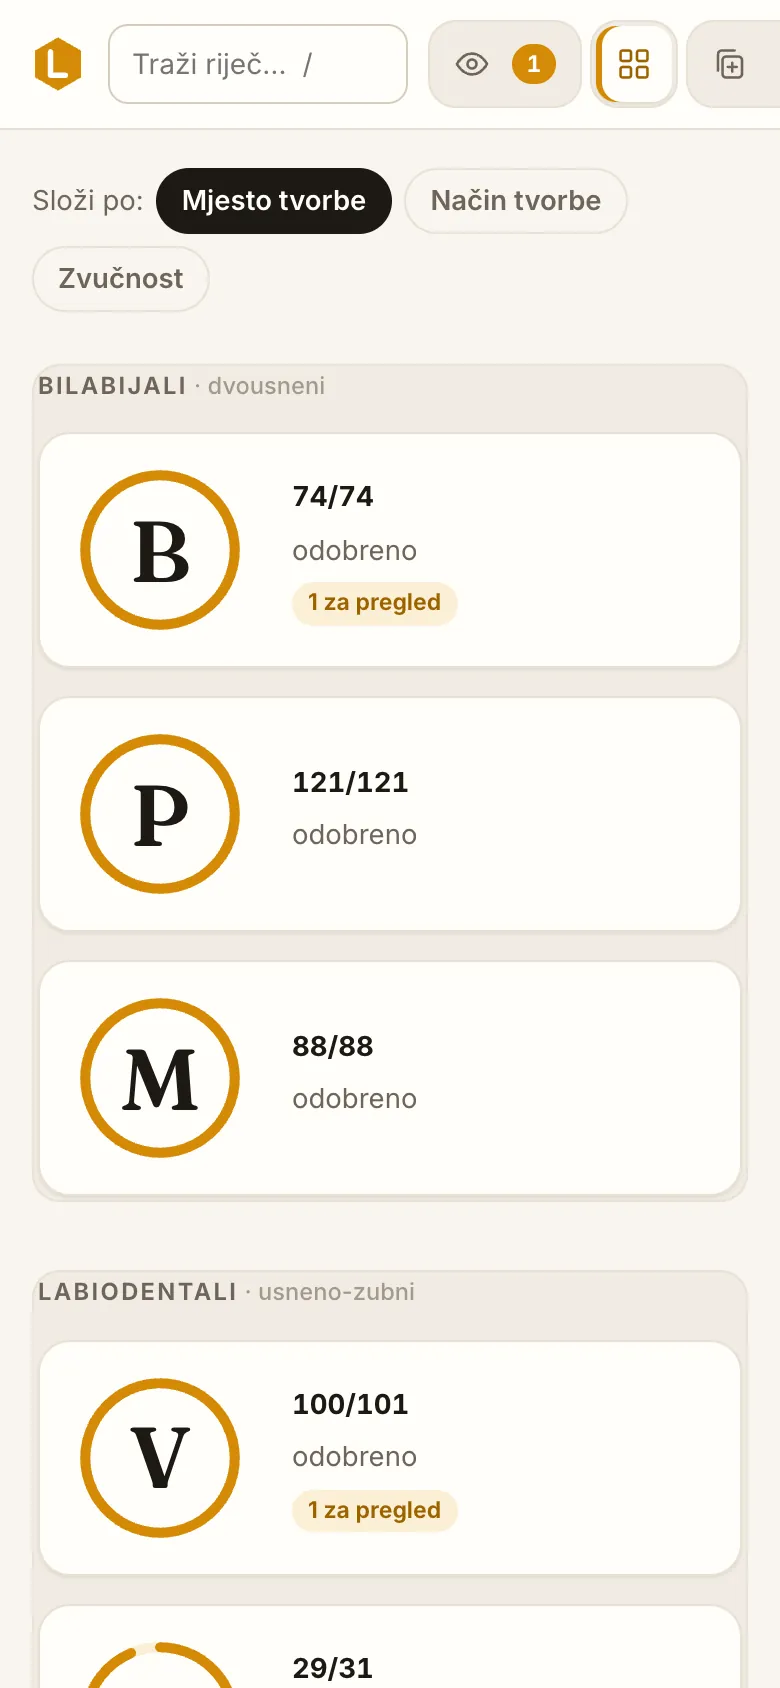 L
Traži riječ... /
1
Složi po:
Mjesto tvorbe
Način tvorbe
Zvučnost
BILABIJALI · dvousneni
B
74/74
odobreno
1 za pregled
P
121/121
odobreno
M
88/88
odobreno
LABIODENTALI · usneno-zubni
V
100/101
odobreno
1 za pregled
29/31